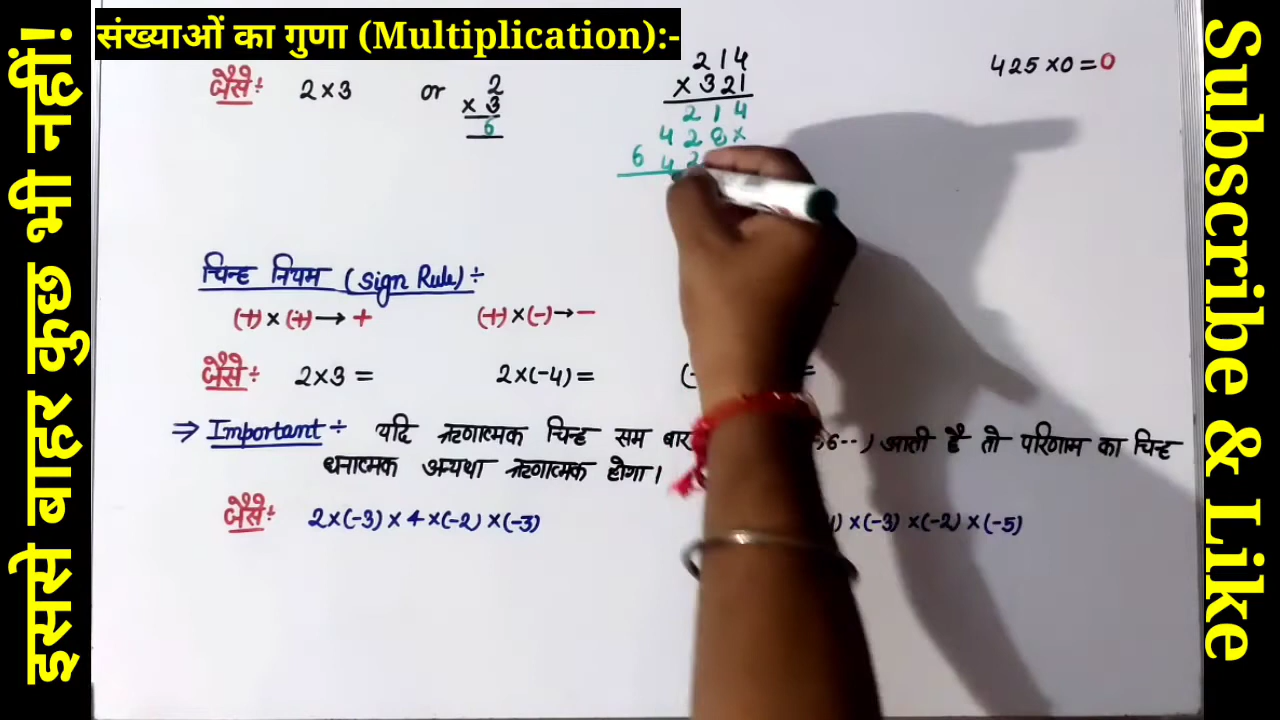 संख्याओं का गुणा (Multiplication):-
इससे बाहर कुछ भी नहीं!
Subscribe & Like
जैसे÷ 2×3 or 2
× 3
6
214
×321
214
428×
642
425×0=0
चिन्ह नियम (Sign Rule)÷
(+)×(+)→+ (+)×(-)→-
जैसे÷ 2×3= 2×(-4)= (- =
⇒ Important÷ यदि ऋणात्मक चिन्ह सम बार ,6--) आती है तो परिणाम का चिन्ह
धनात्मक अन्यथा ऋणात्मक होगा।
जैसे÷ 2×(-3)×4×(-2)×(-3) )×(-3)×(-2)×(-5)